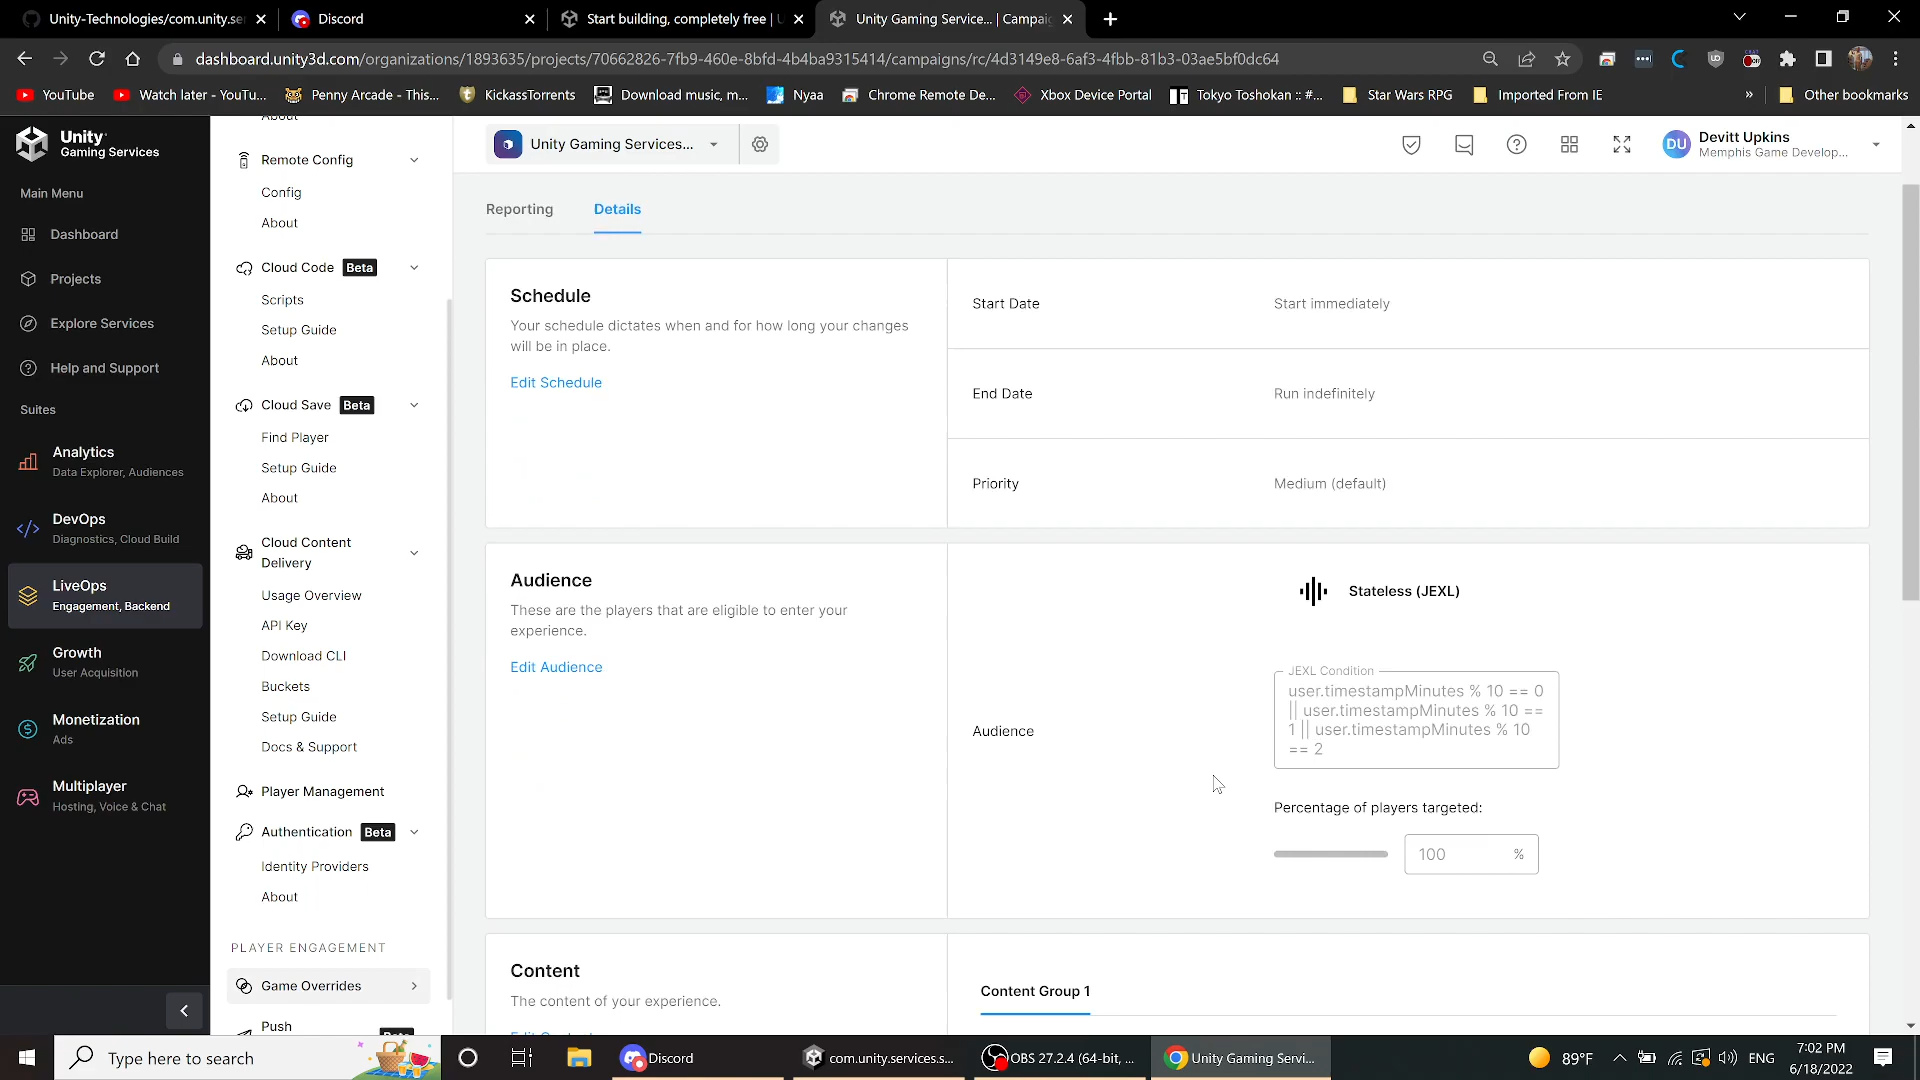 Unity-Technologies/com.unity.se
Discord
Start building, completely free |
Unity Gaming Service... | Campaig
dashboard.unity3d.com/organizations/1893635/projects/70662826-7fb9-460e-8bfd-4b4ba9315414/campaigns/rc/4d3149e8-6af3-4fbb-81b3-03ae5bf0dc64
YouTube
Watch later - YouTu...
Penny Arcade - This...
KickassTorrents
Download music, m...
Nyaa
Chrome Remote De...
Xbox Device Portal
Tokyo Toshokan :: #...
Star Wars RPG
Imported From IE
»
Other bookmarks
Unity
Gaming Services
Main Menu
Dashboard
Projects
Explore Services
Help and Support
Suites
Analytics
Data Explorer, Audiences
DevOps
Diagnostics, Cloud Build
LiveOps
Engagement, Backend
Growth
User Acquisition
Monetization
Ads
Multiplayer
Hosting, Voice & Chat
About
Remote Config
Config
About
Cloud Code Beta
Scripts
Setup Guide
About
Cloud Save Beta
Find Player
Setup Guide
About
Cloud Content
Delivery
Usage Overview
API Key
Download CLI
Buckets
Setup Guide
Docs & Support
Player Management
Authentication Beta
Identity Providers
About
PLAYER ENGAGEMENT
Game Overrides
Push
Beta
Unity Gaming Services...
DU
Devitt Upkins
Memphis Game Develop...
Reporting
Details
Schedule
Your schedule dictates when and for how long your changes
will be in place.
Edit Schedule
Start Date
Start immediately
End Date
Run indefinitely
Priority
Medium (default)
Audience
These are the players that are eligible to enter your
experience.
Edit Audience
Audience
Stateless (JEXL)
JEXL Condition
user.timestampMinutes % 10 == 0
|| user.timestampMinutes % 10 ==
1 || user.timestampMinutes % 10
== 2
Percentage of players targeted:
100 %
Content
The content of your experience.
Edit Content
Content Group 1
Type here to search
Discord
com.unity.services.s...
OBS 27.2.4 (64-bit, ...
Unity Gaming Servi...
89°F
ENG
7:02 PM
6/18/2022